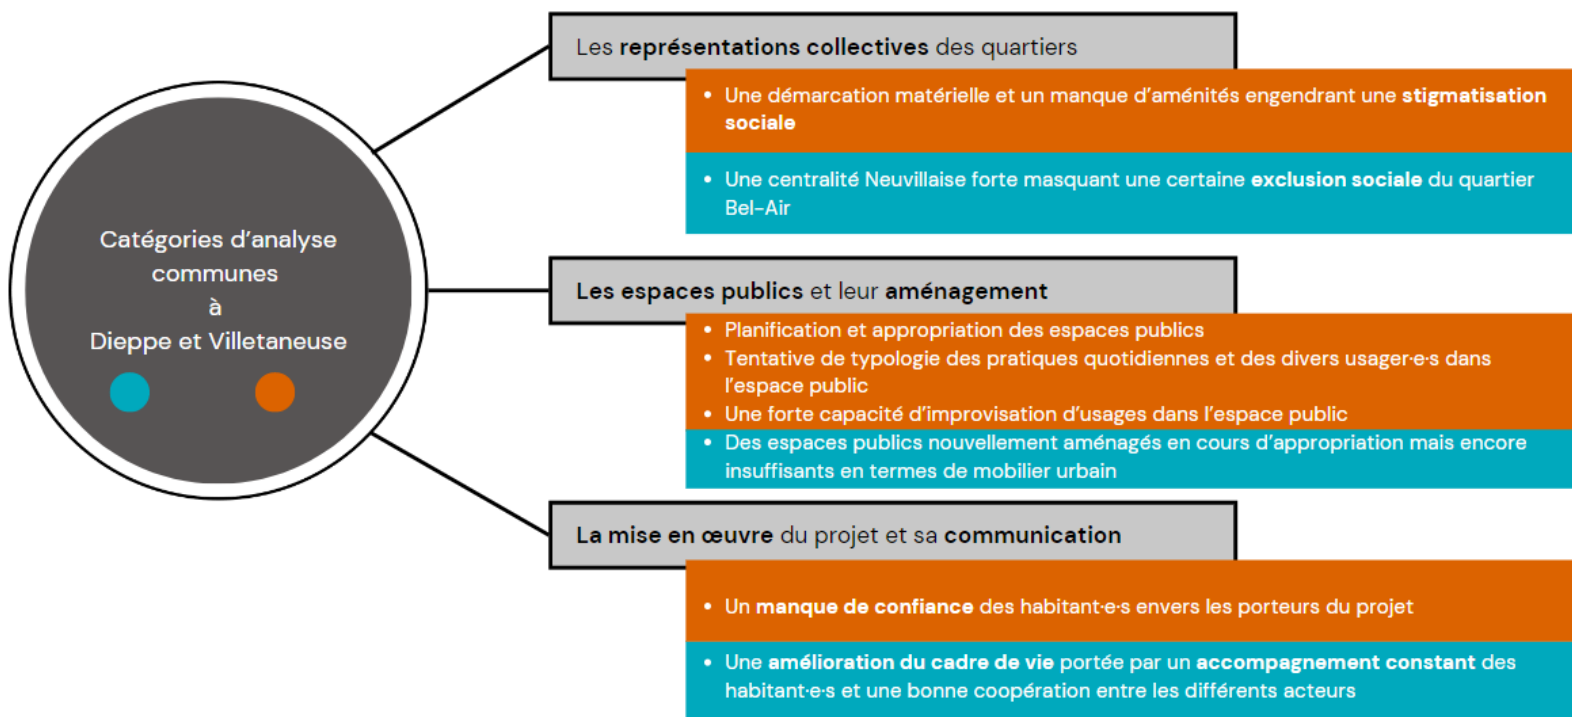 Les représentations collectives des quartiers
• Une démarcation matérielle et un manque d'aménités engendrant une stigmatisation
sociale
• Une centralité Neuvillaise forte masquant une certaine exclusion sociale du quartier
Bel-Air
Catégories d'analyse
communes
à
Dieppe et Villetaneuse
Les espaces publics et leur aménagement
• Planification et appropriation des espaces publics
• Tentative de typologie des pratiques quotidiennes et des divers usager·e·s dans
l'espace public
• Une forte capacité d'improvisation d'usages dans l'espace public
• Des espaces publics nouvellement aménagés en cours d'appropriation mais encore
insuffisants en termes de mobilier urbain
La mise en œuvre du projet et sa communication
• Un manque de confiance des habitant·e·s envers les porteurs du projet
• Une amélioration du cadre de vie portée par un accompagnement constant des
habitant·e·s et une bonne coopération entre les différents acteurs